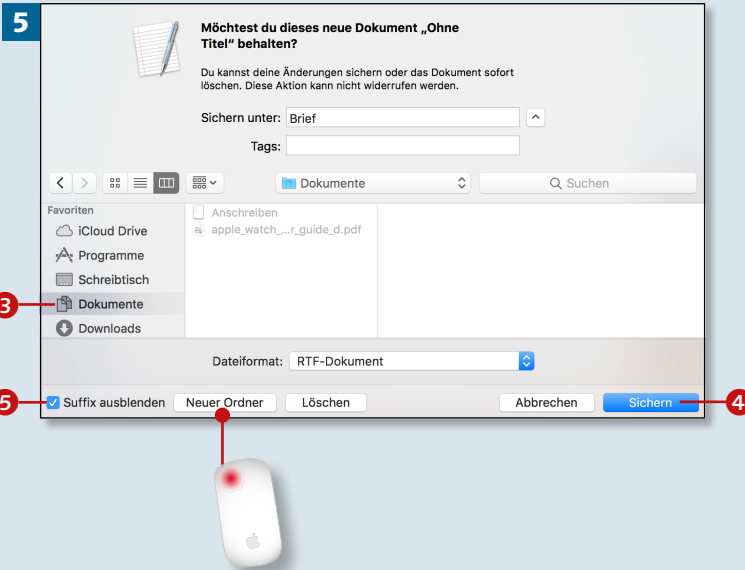 5
Möchtest du dieses neue Dokument „Ohne
Titel“ behalten?
Du kannst deine Änderungen sichern oder das Dokument sofort
löschen. Diese Aktion kann nicht widerrufen werden.
Sichern unter: Brief
Tags:
Dokumente
Suchen
Favoriten
iCloud Drive
Programme
Schreibtisch
Dokumente
Downloads
Anschreiben
apple_watch_...r_guide_d.pdf
3
Dateiformat: RTF-Dokument
5 Suffix ausblenden Neuer Ordner Löschen Abbrechen Sichern 4